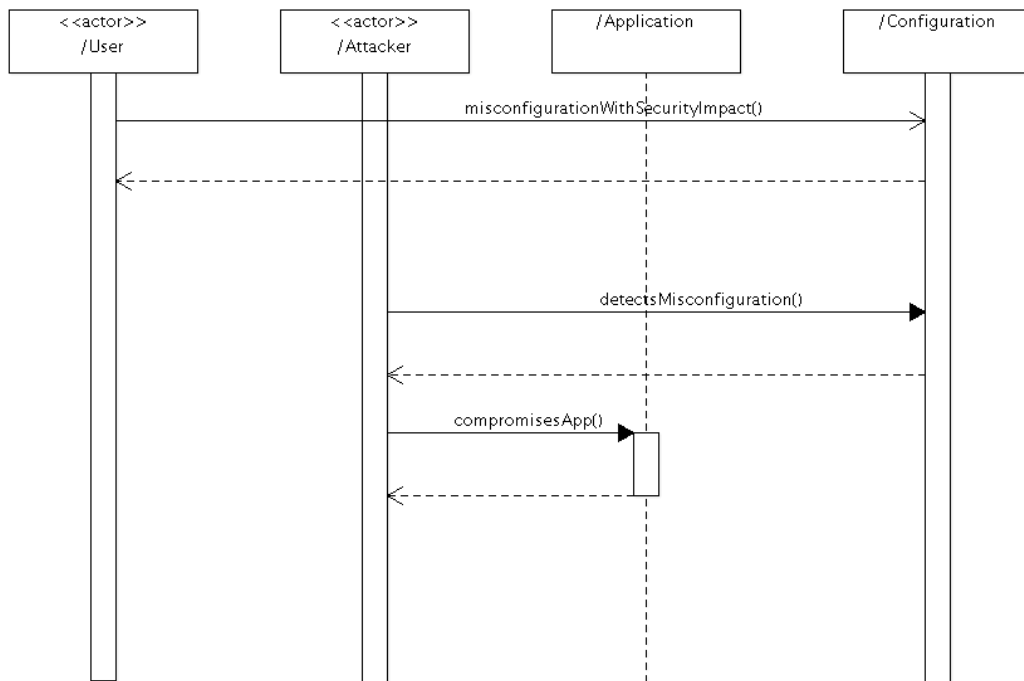 <<actor>>
/User
<<actor>>
/Attacker
/Application
/Configuration
misconfigurationWithSecurityImpact()
detectsMisconfiguration()
compromisesApp()